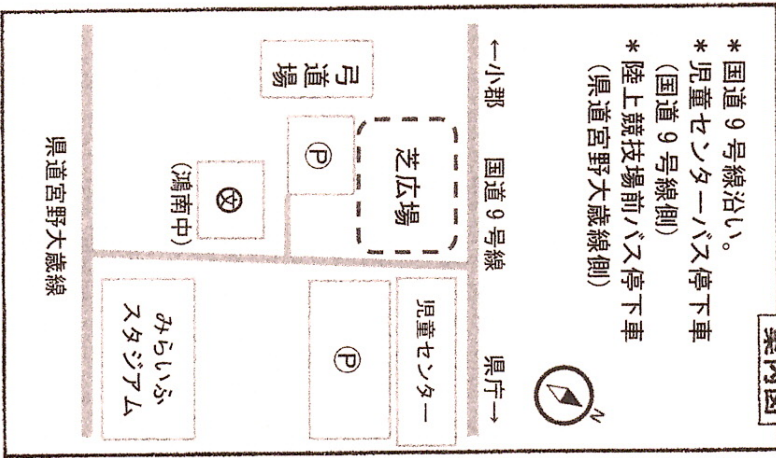 案内図
＊国道９号線沿い。
＊児童センターバス停下車
（国道９号線側）
＊陸上競技場前バス停下車
（県道宮野大歳線側）
N
←小郡
国道９号線
県庁→
弓道場
芝広場
Ⓟ
児童センター
Ⓟ
(鴻南中)
文
みらいふ
スタジアム
県道宮野大歳線